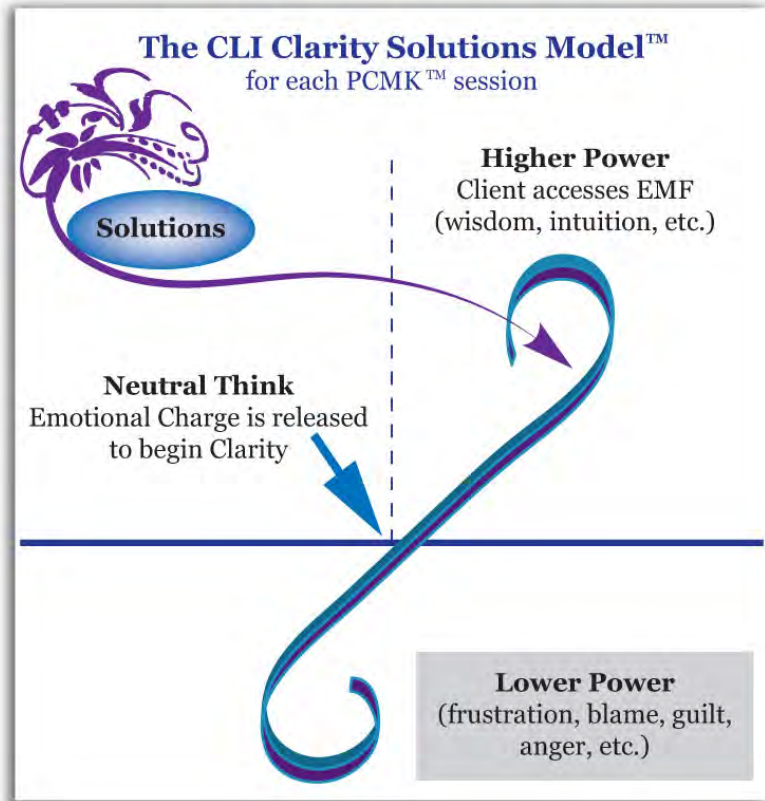 The CLI Clarity Solutions Model™
for each PCMK™ session
Higher Power
Client accesses EMF
(wisdom, intuition, etc.)
Solutions
Neutral Think
Emotional Charge is released
to begin Clarity
Lower Power
(frustration, blame, guilt,
anger, etc.)